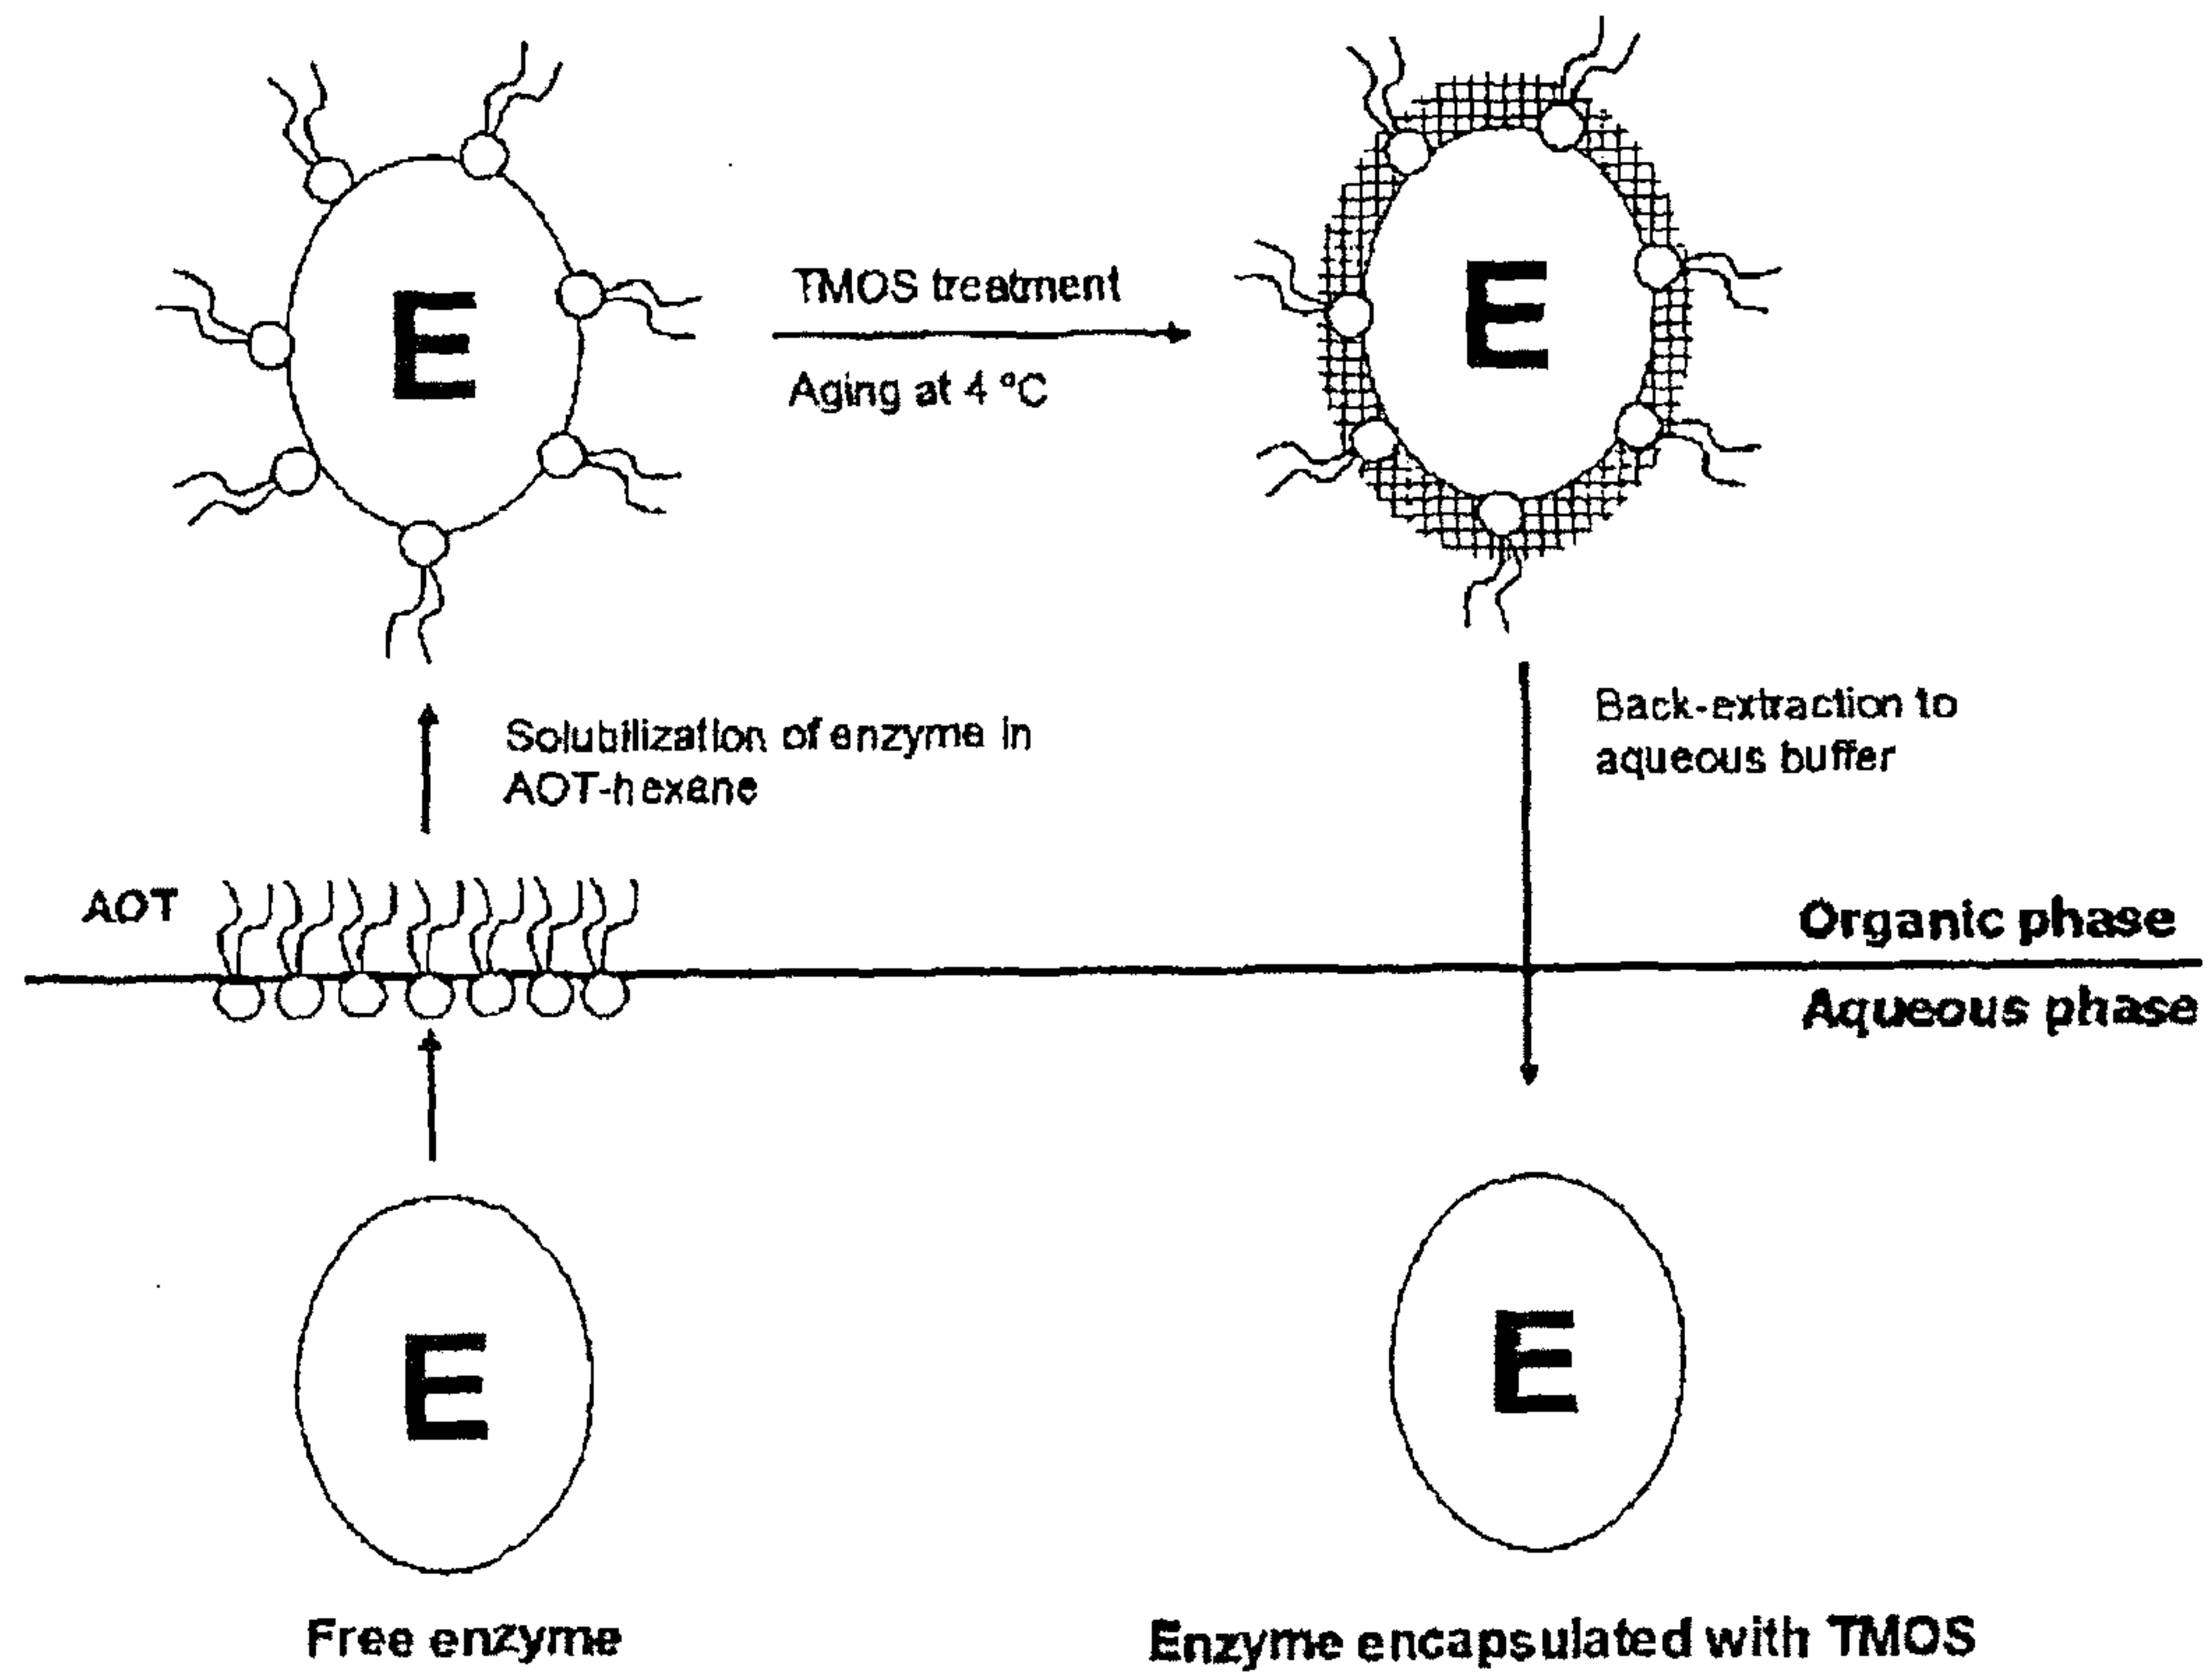 E
E
TMOS treatment
Aging at 4 °C
Solubilization of enzyme in
AOT-hexane
Back-extraction to
aqueous buffer
AOT
Organic phase
Aqueous phase
E
E
Free enzyme
Enzyme encapsulated with TMOS